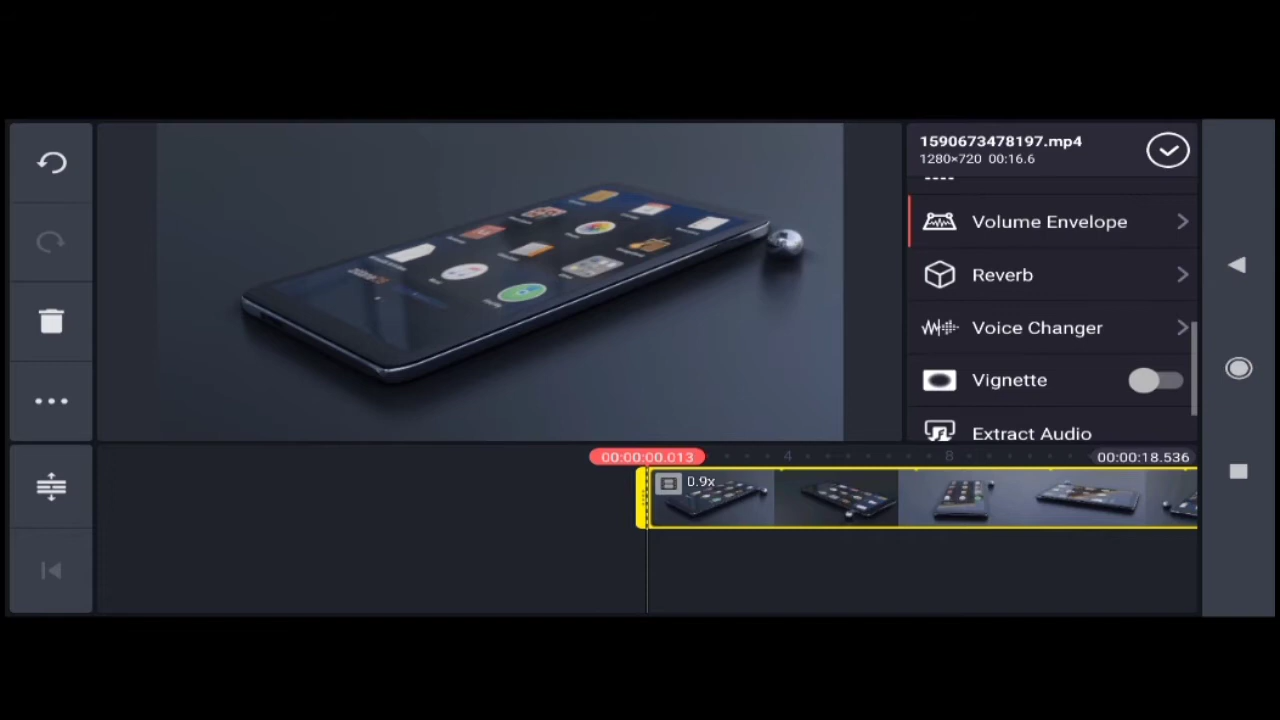 1590673478197.mp4
1280×720 00:16.6
Volume Envelope
Reverb
Voice Changer
Vignette
Extract Audio
00:00:00.013
4
8
00:00:18.536
0.9x